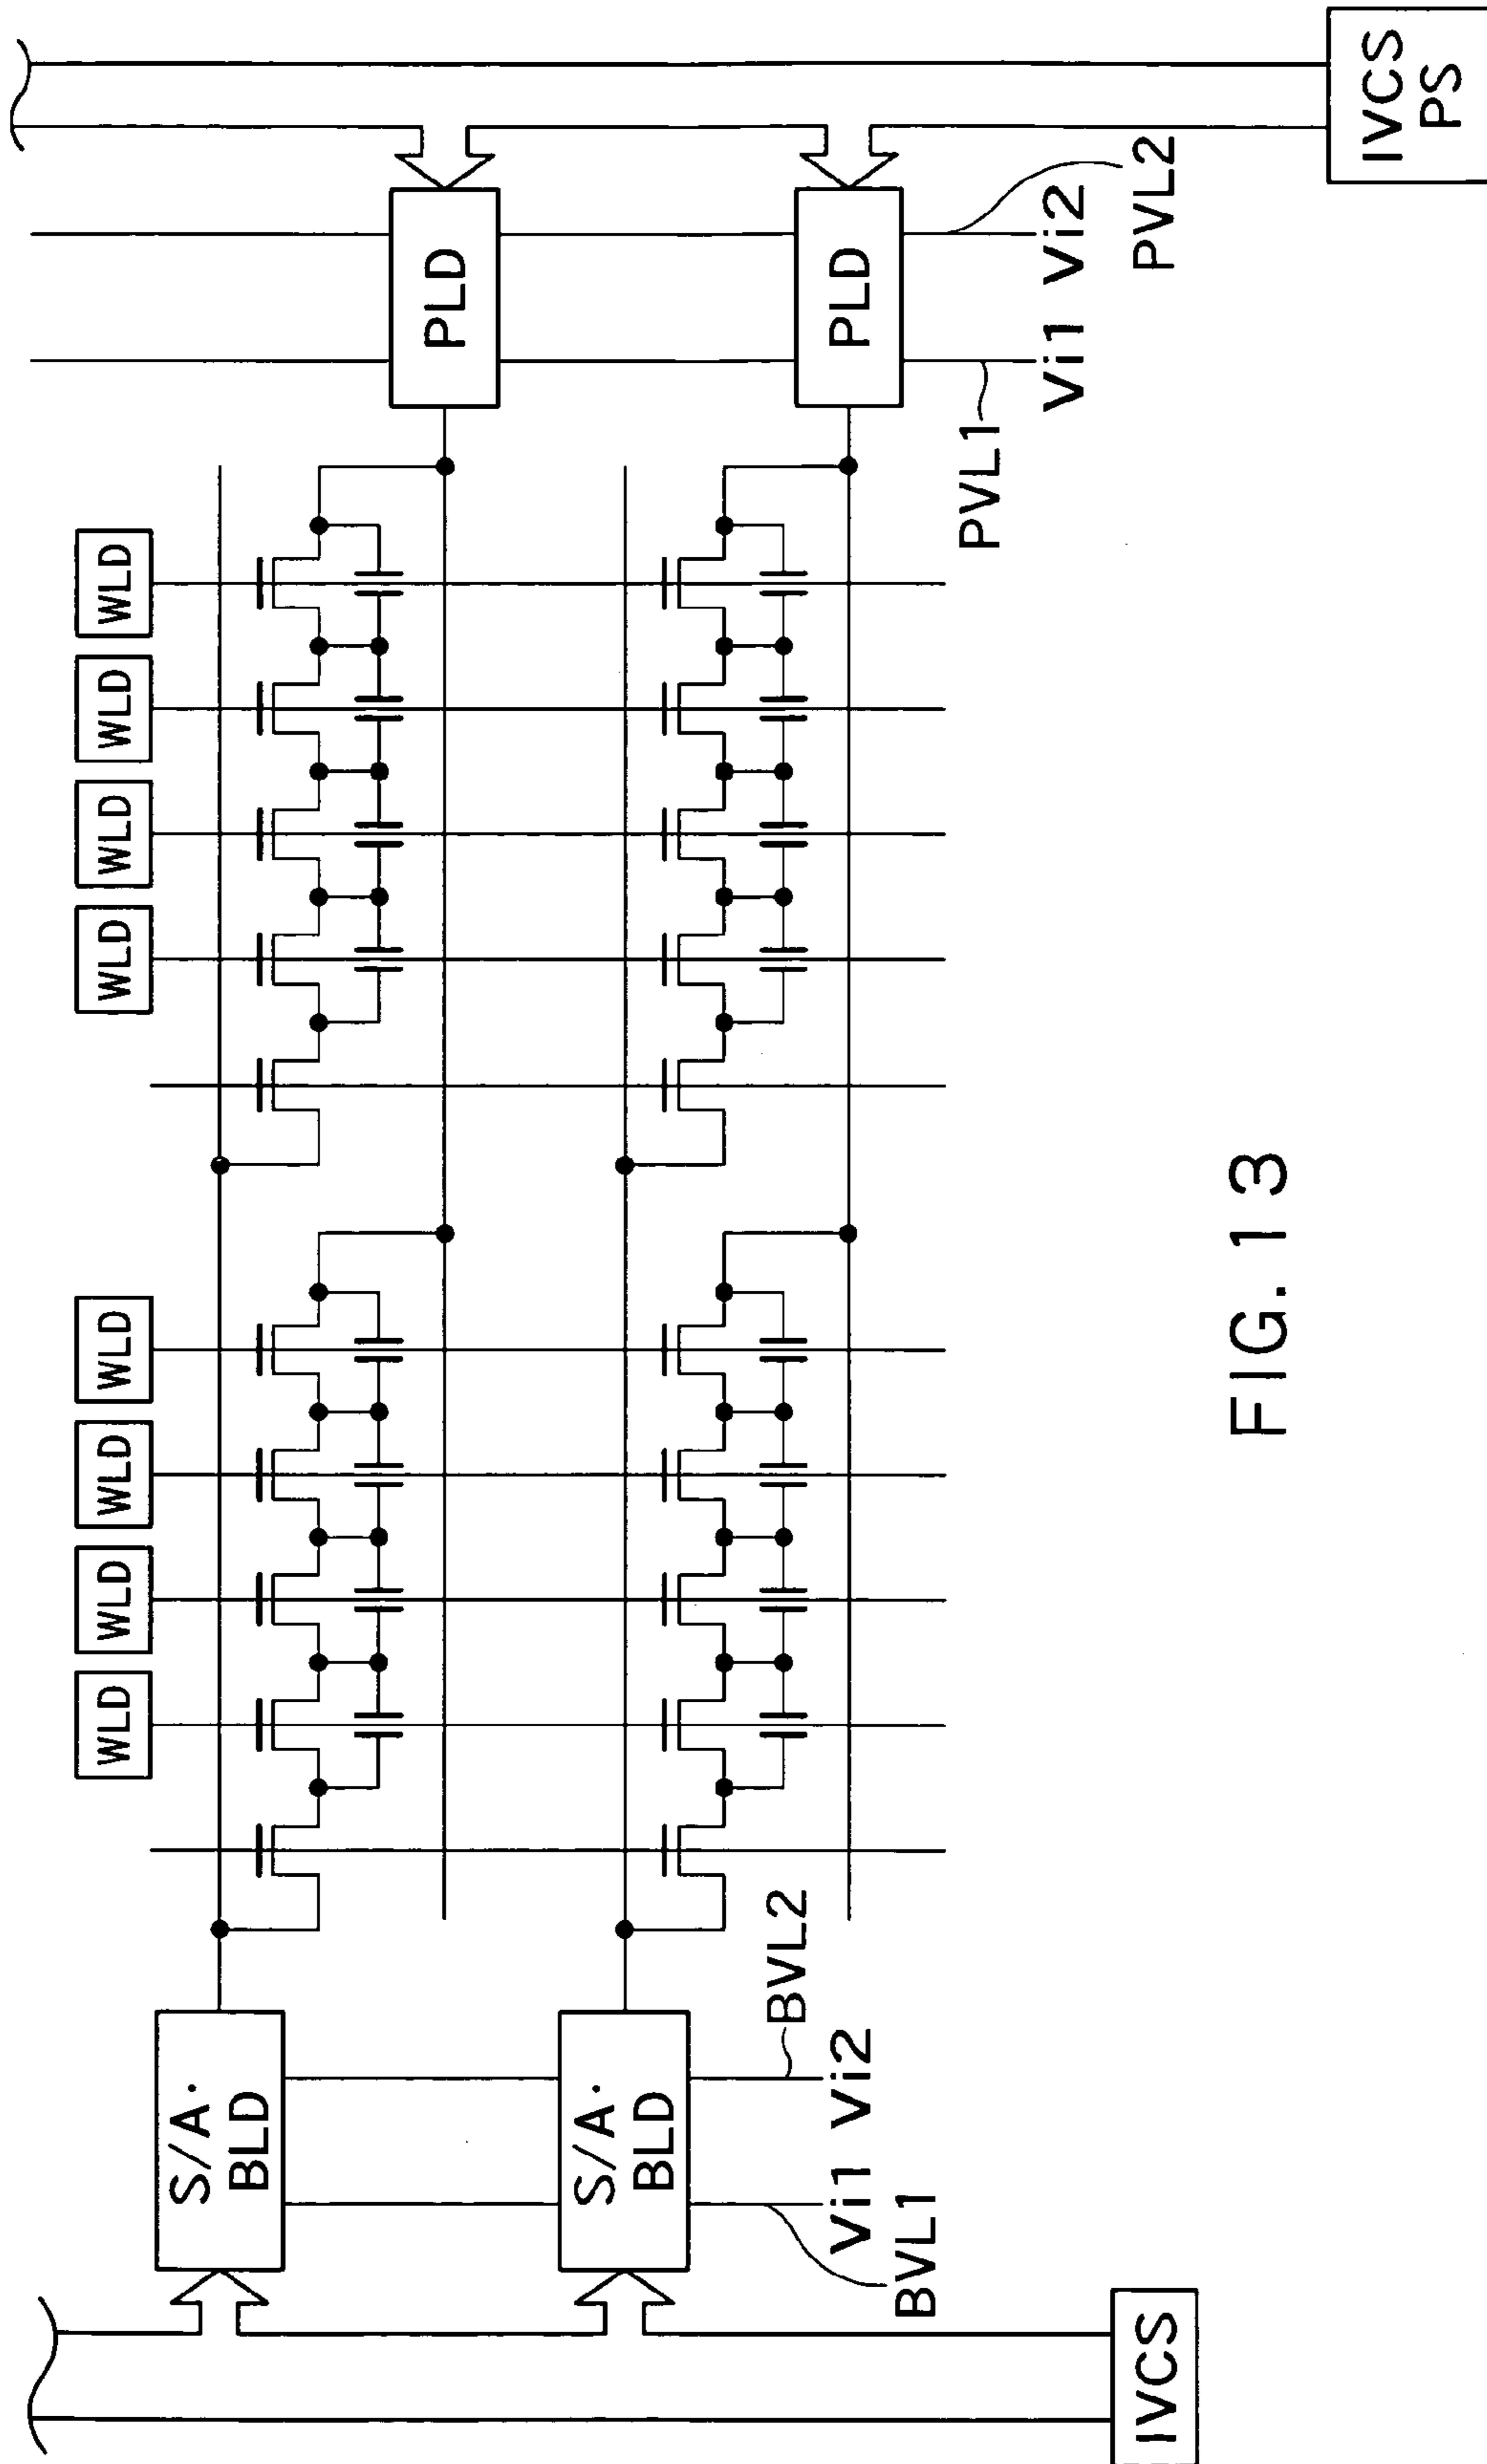 IVCS
S/A·
BLD
S/A·
BLD
Vi1 Vi2
BVL1
BVL2
WLD
WLD
WLD
WLD
WLD
WLD
WLD
WLD
PLD
PLD
PVL1
Vi1 Vi2
PVL2
IVCS
PS
FIG. 13